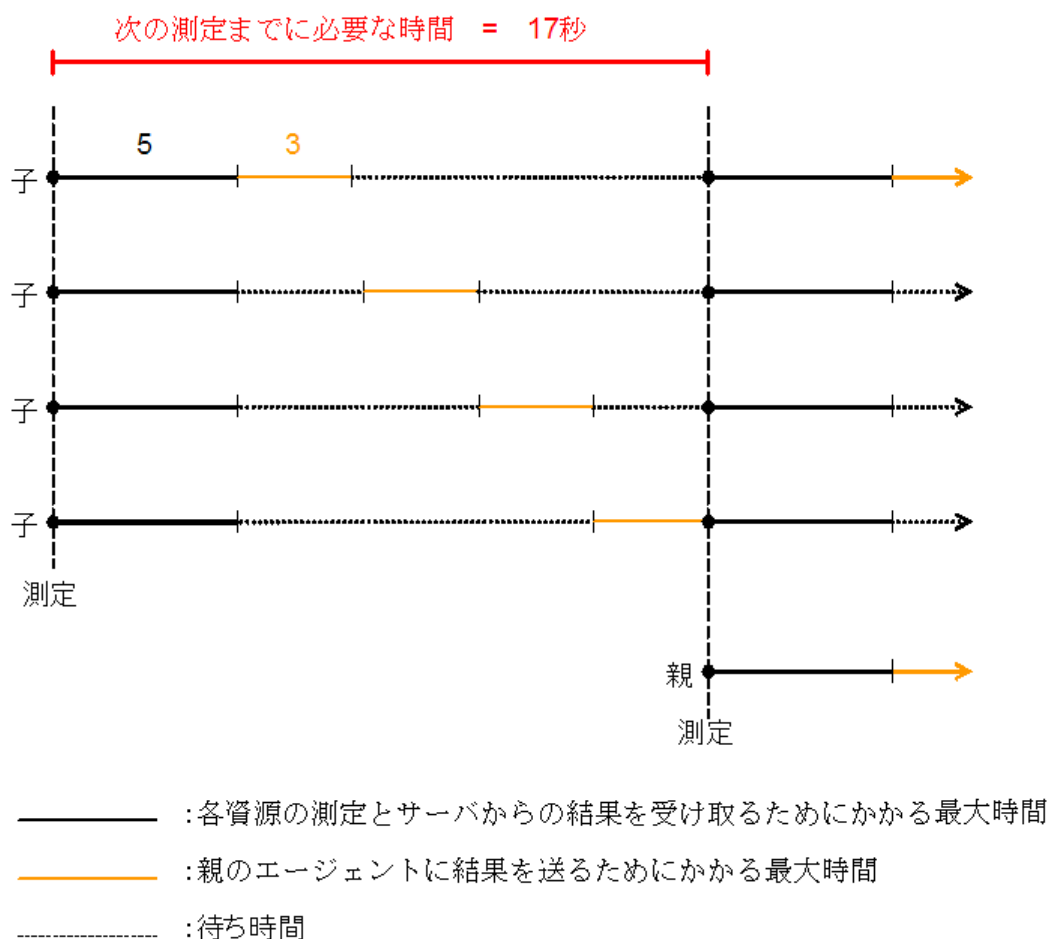 次の測定までに必要な時間 = 17秒
5 3
子
子
子
子
測定
親
測定
:各資源の測定とサーバからの結果を受け取るためにかかる最大時間
:親のエージェントに結果を送るためにかかる最大時間
:待ち時間